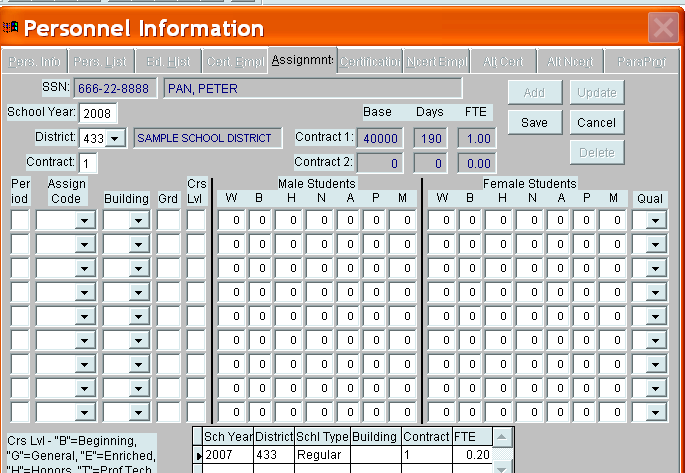 Personnel Information
Pers. Info Pers. List Ed. Hist Cert. Empl Assignmnts Certification Ncert Empl Alt Cert Alt Ncert ParaProf
SSN: 666-22-8888 PAN, PETER Add Update
School Year: 2008 Base Days FTE
District: 433 SAMPLE SCHOOL DISTRICT Contract 1: 40000 190 1.00 Save Cancel
Contract: 1 Contract 2: 0 0 0.00 Delete
Per Assign Crs Male Students Female Students
iod Code Building Grd Lvl W B H N A P M W B H N A P M Qual
0 0 0 0 0 0 0 0 0 0 0 0 0 0
0 0 0 0 0 0 0 0 0 0 0 0 0 0
0 0 0 0 0 0 0 0 0 0 0 0 0 0
0 0 0 0 0 0 0 0 0 0 0 0 0 0
0 0 0 0 0 0 0 0 0 0 0 0 0 0
0 0 0 0 0 0 0 0 0 0 0 0 0 0
0 0 0 0 0 0 0 0 0 0 0 0 0 0
0 0 0 0 0 0 0 0 0 0 0 0 0 0
0 0 0 0 0 0 0 0 0 0 0 0 0 0
Crs Lvl - "B"=Beginning, Sch Year District Schl Type Building Contract FTE
"G"=General, "E"=Enriched, 2007 433 Regular 1 0.20
"H"=Honors, "T"=Prof Tech